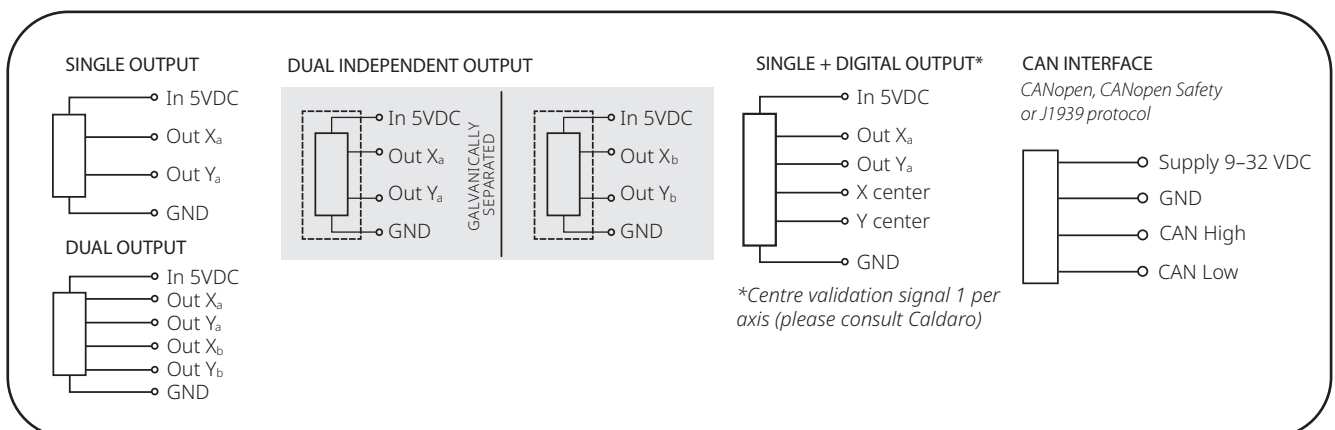 SINGLE OUTPUT
In 5VDC
Out Xa
Out Ya
GND
DUAL OUTPUT
In 5VDC
Out Xa
Out Ya
Out Xb
Out Yb
GND
DUAL INDEPENDENT OUTPUT
In 5VDC
Out Xa
Out Ya
GND
GALVANICALLY
SEPARATED
In 5VDC
Out Xb
Out Yb
GND
SINGLE + DIGITAL OUTPUT*
In 5VDC
Out Xa
Out Ya
X center
Y center
GND
*Centre validation signal 1 per
axis (please consult Caldaro)
CAN INTERFACE
CANopen, CANopen Safety
or J1939 protocol
Supply 9–32 VDC
GND
CAN High
CAN Low